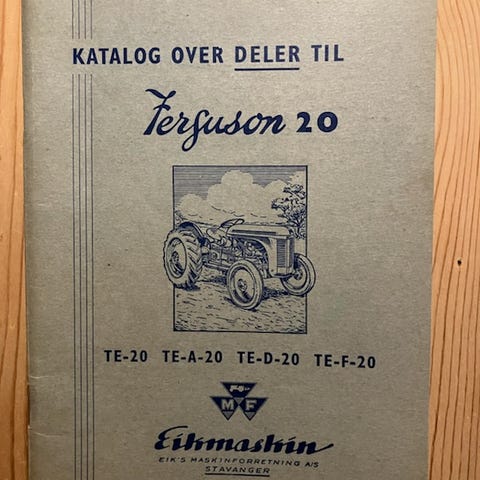 KATALOG OVER DELER TIL
Ferguson 20
TE-20 TE-A-20 TE-D-20 TE-F-20
M F
Eikmaskin
EIK'S MASKINFORRETNING A/S
STAVANGER